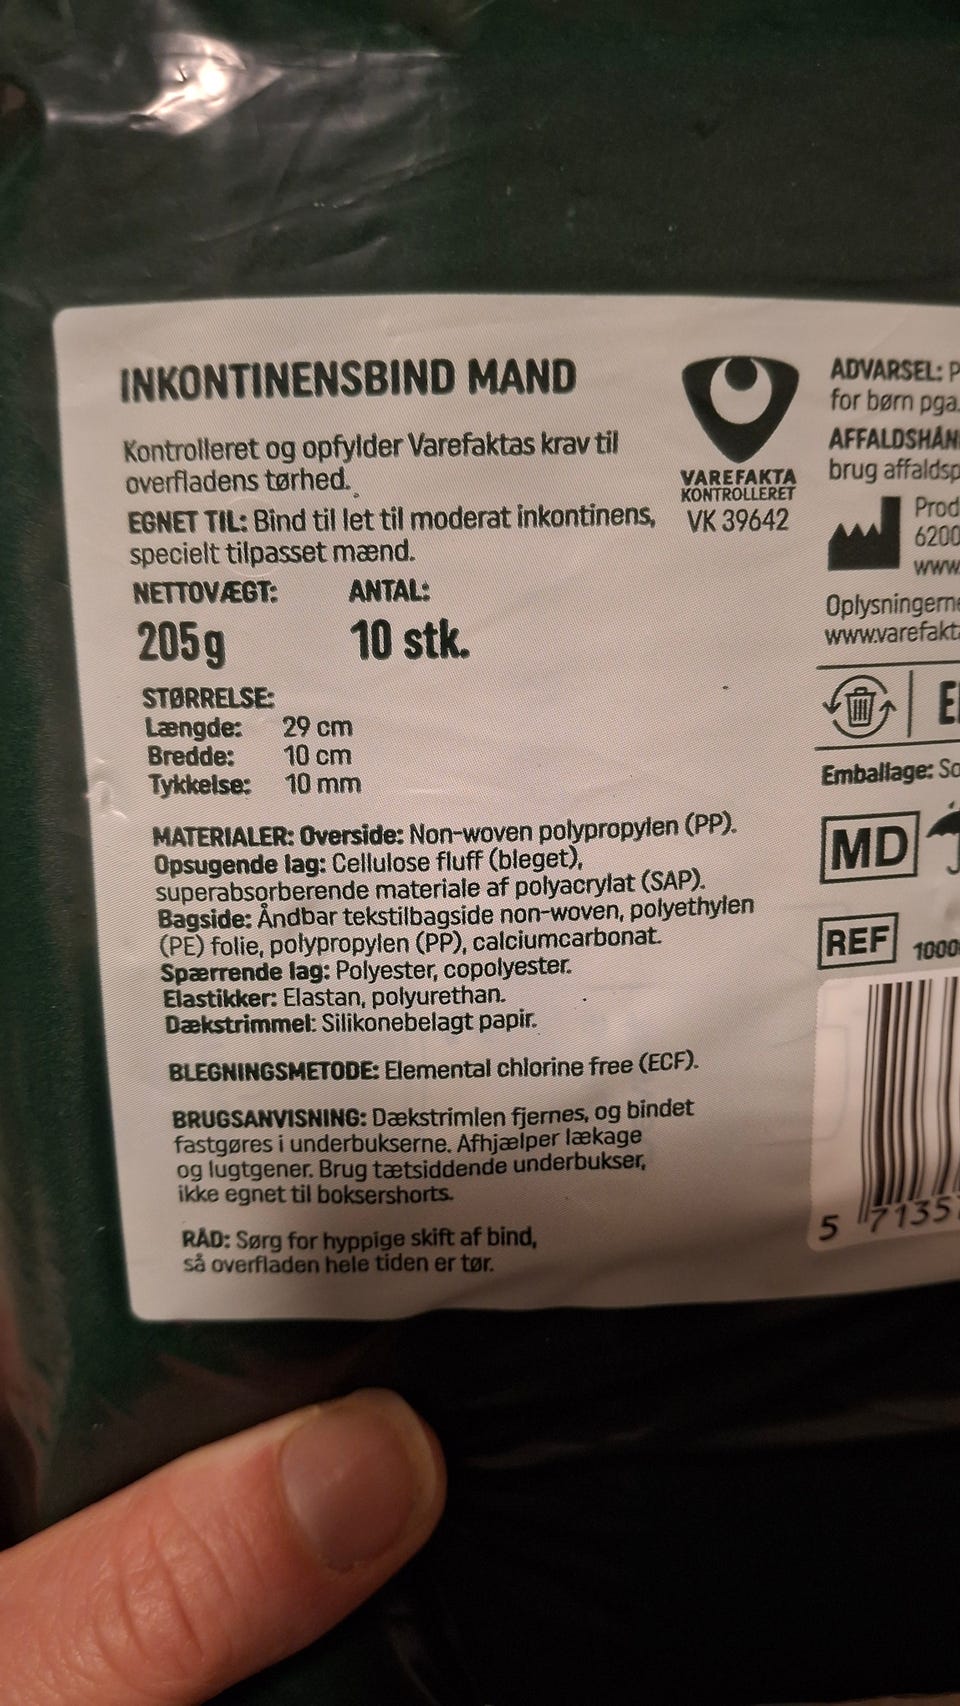 INKONTINENSBIND MAND
Kontrolleret og opfylder Varefaktas krav til
overfladens tørhed.
EGNET TIL: Bind til let til moderat inkontinens,
specielt tilpasset mænd.
NETTOVÆGT: ANTAL:
205g 10 stk.
STØRRELSE:
Længde: 29 cm
Bredde: 10 cm
Tykkelse: 10 mm
MATERIALER: Overside: Non-woven polypropylen (PP).
Opsugende lag: Cellulose fluff (bleget),
superabsorberende materiale af polyacrylat (SAP).
Bagside: Åndbar tekstilbagside non-woven, polyethylen
(PE) folie, polypropylen (PP), calciumcarbonat.
Spærrende lag: Polyester, copolyester.
Elastikker: Elastan, polyurethan.
Dækstrimmel: Silikonebelagt papir.
BLEGNINGSMETODE: Elemental chlorine free (ECF).
BRUGSANVISNING: Dækstrimlen fjernes, og bindet
fastgøres i underbukserne. Afhjælper lækage
og lugtgener. Brug tætsiddende underbukser,
ikke egnet til boksershorts.
RÅD: Sørg for hyppige skift af bind,
så overfladen hele tiden er tør.
VAREFAKTA
KONTROLLERET
VK 39642
ADVARSEL:
for børn pga.
brug
6200
www.
MD
REF 1000
Emballage:
5 7135